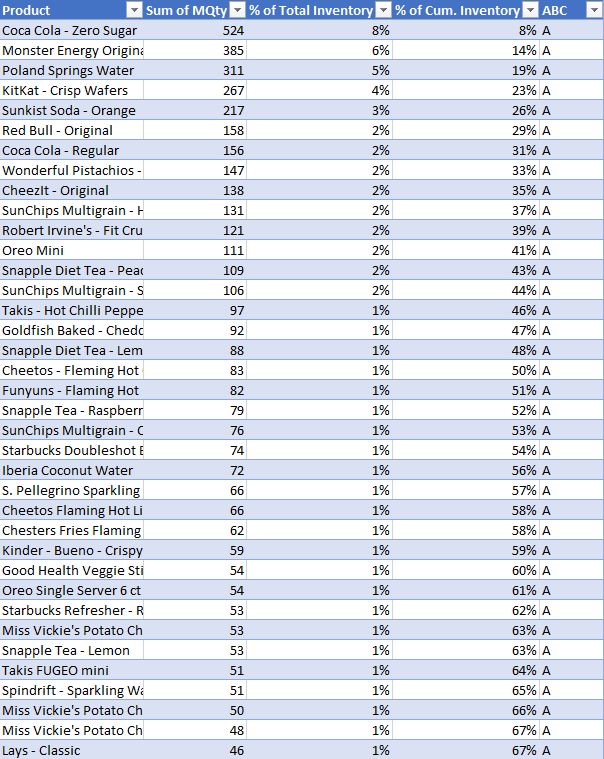 Product Sum of MQty % of Total Inventory % of Cum. Inventory ABC
Coca Cola - Zero Sugar 524 8% 8% A
Monster Energy Origina 385 6% 14% A
Poland Springs Water 311 5% 19% A
KitKat - Crisp Wafers 267 4% 23% A
Sunkist Soda - Orange 217 3% 26% A
Red Bull - Original 158 2% 29% A
Coca Cola - Regular 156 2% 31% A
Wonderful Pistachios - 147 2% 33% A
CheezIt - Original 138 2% 35% A
SunChips Multigrain - H 131 2% 37% A
Robert Irvine's - Fit Cru 121 2% 39% A
Oreo Mini 111 2% 41% A
Snapple Diet Tea - Peac 109 2% 43% A
SunChips Multigrain - S 106 2% 44% A
Takis - Hot Chilli Peppe 97 1% 46% A
Goldfish Baked - Chedd 92 1% 47% A
Snapple Diet Tea - Lem 88 1% 48% A
Cheetos - Fleming Hot 83 1% 50% A
Funyuns - Flaming Hot 82 1% 51% A
Snapple Tea - Raspberr 79 1% 52% A
SunChips Multigrain - C 76 1% 53% A
Starbucks Doubleshot E 74 1% 54% A
Iberia Coconut Water 72 1% 56% A
S. Pellegrino Sparkling 66 1% 57% A
Cheetos Flaming Hot Li 66 1% 58% A
Chesters Fries Flaming 62 1% 58% A
Kinder - Bueno - Crispy 59 1% 59% A
Good Health Veggie Sti 54 1% 60% A
Oreo Single Server 6 ct 54 1% 61% A
Starbucks Refresher - R 53 1% 62% A
Miss Vickie's Potato Ch 53 1% 63% A
Snapple Tea - Lemon 53 1% 63% A
Takis FUGEO mini 51 1% 64% A
Spindrift - Sparkling Wa 51 1% 65% A
Miss Vickie's Potato Ch 50 1% 66% A
Miss Vickie's Potato Ch 48 1% 67% A
Lays - Classic 46 1% 67% A